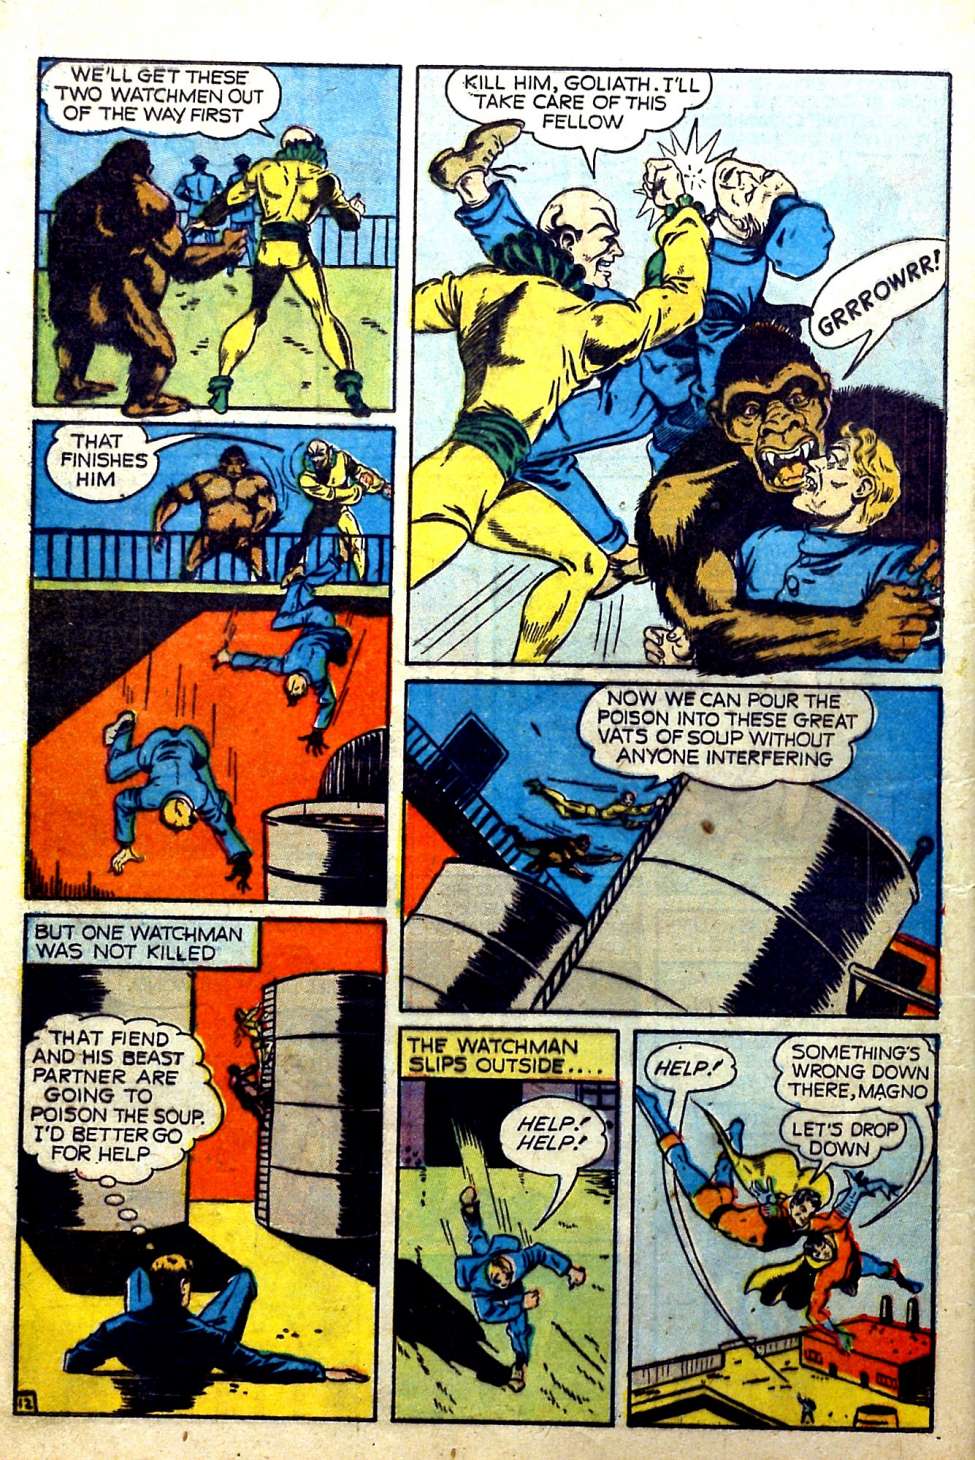 WE'LL GET THESE
TWO WATCHMEN OUT
OF THE WAY FIRST
KILL HIM, GOLIATH. I'LL
TAKE CARE OF THIS
FELLOW
GRRROWRR!
THAT
FINISHES
HIM
NOW WE CAN POUR THE
POISON INTO THESE GREAT
VATS OF SOUP WITHOUT
ANYONE INTERFERING
BUT ONE WATCHMAN
WAS NOT KILLED
THAT FIEND
AND HIS BEAST
PARTNER ARE
GOING TO
POISON THE SOUP.
I'D BETTER GO
FOR HELP
THE WATCHMAN
SLIPS OUTSIDE....
HELP!
HELP!
HELP!
SOMETHING'S
WRONG DOWN
THERE, MAGNO
LET'S DROP
DOWN
12